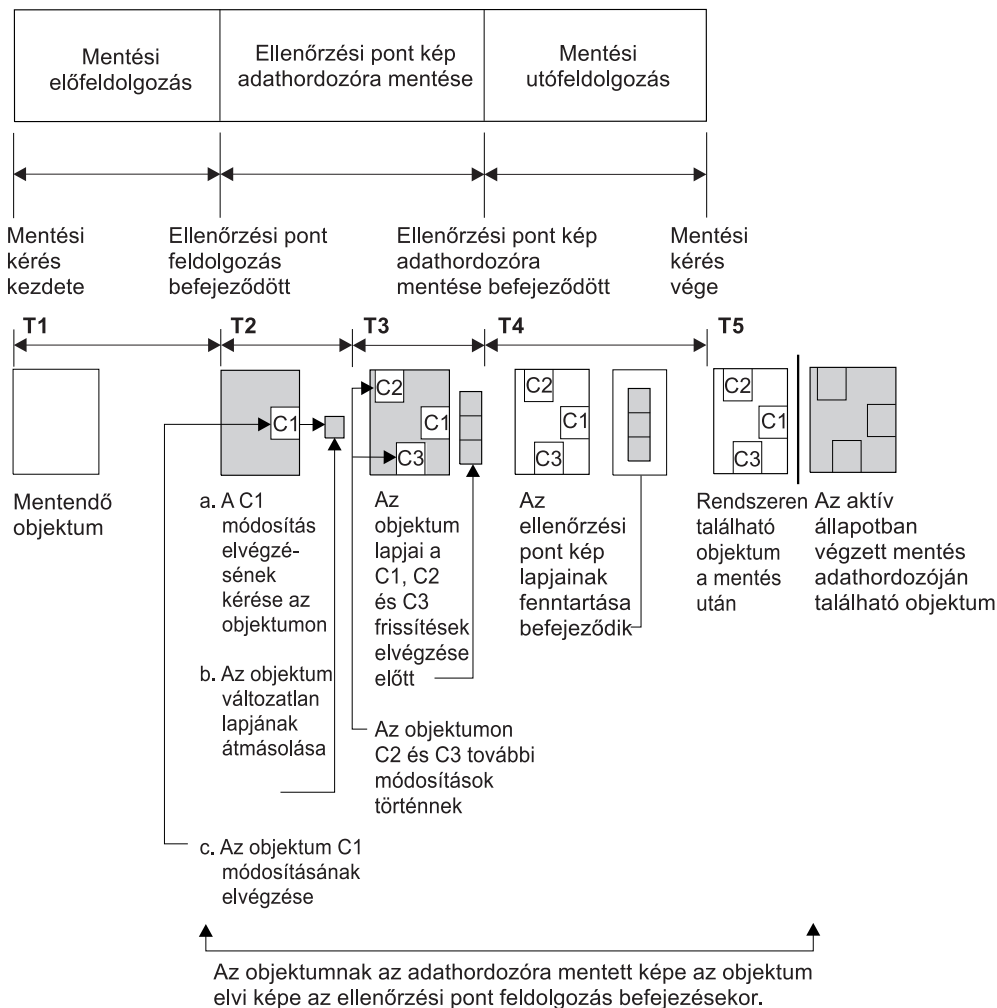 Mentési
előfeldolgozás
Ellenőrzési pont kép
adathordozóra mentése
Mentési
utófeldolgozás
Mentési
kérés
kezdete
Ellenőrzési pont
feldolgozás
befejeződött
Ellenőrzési pont kép
adathordozóra
mentése befejeződött
Mentési
kérés
vége
T1
T2
T3
T4
T5
C1
C2
C1
C3
C2
C1
C3
C2
C1
C3
Mentendő
objektum
a. A C1
módosítás
elvégzé-
sének
kérése az
objektumon
b. Az objektum
változatlan
lapjának
átmásolása
c. Az objektum C1
módosításának
elvégzése
Az
objektum
lapjai a
C1, C2
és C3
frissítések
elvégzése
előtt
Az objektumon
C2 és C3 további
módosítások
történnek
Az
ellenőrzési
pont kép
lapjainak
fenntartása
befejeződik
Rendszeren
található
objektum
a mentés
után
Az aktív
állapotban
végzett mentés
adathordozóján
található objektum
Az objektumnak az adathordozóra mentett képe az objektum
elvi képe az ellenőrzési pont feldolgozás befejezésekor.